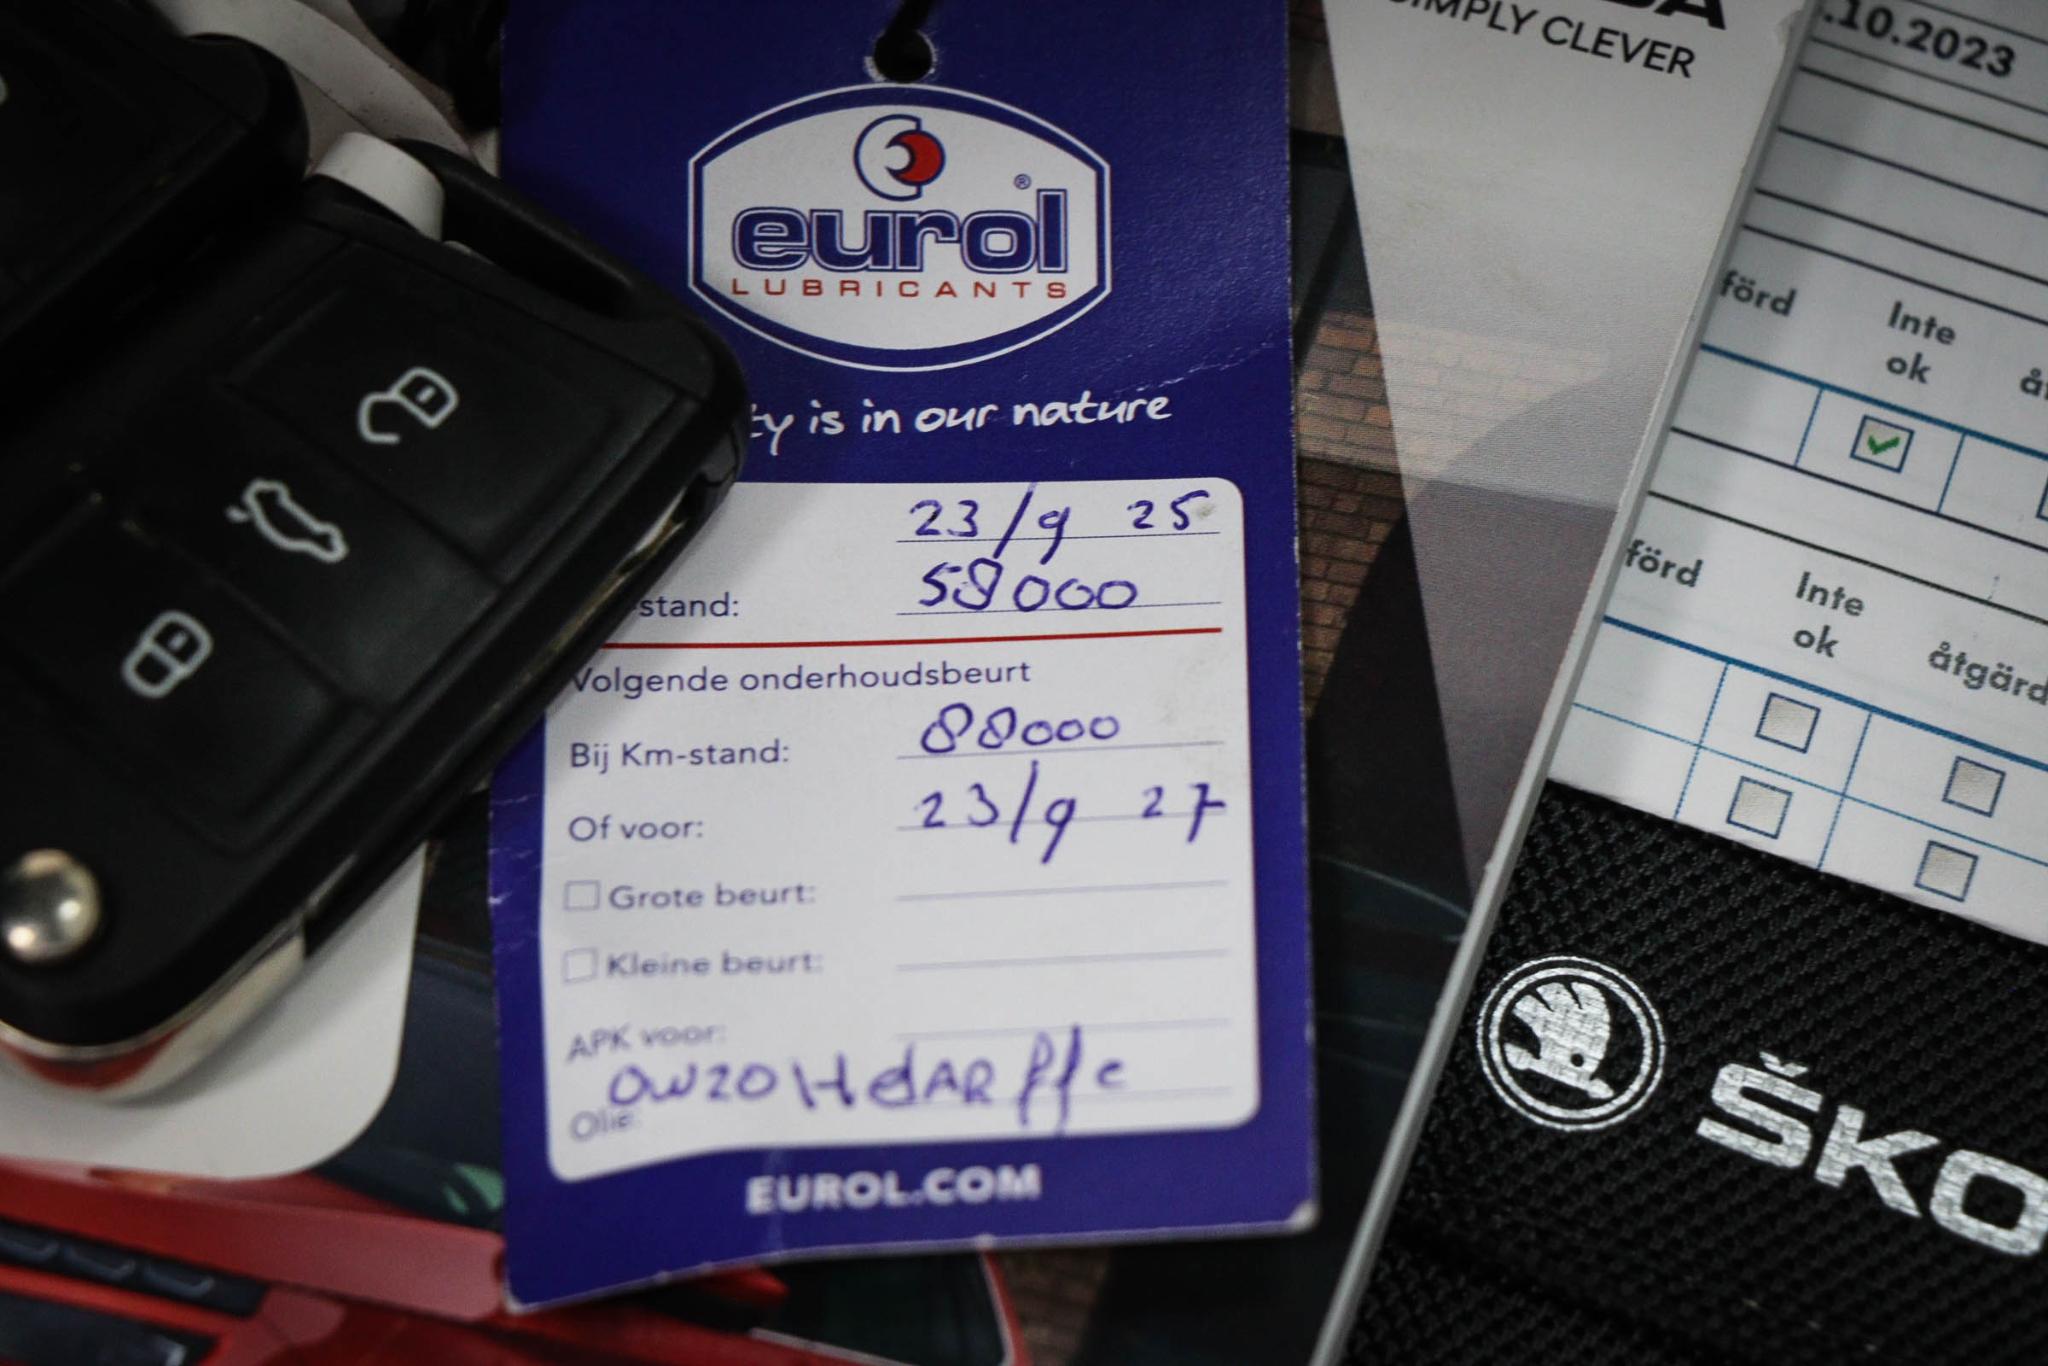 eurol ®
LUBRICANTS
ty is in our nature
23/9 25
stand: 58000
Volgende onderhoudsbeurt
Bij Km-stand: 88000
Of voor: 23/9 27
Grote beurt:
Kleine beurt:
APK voor:
Olie: 0W20
EUROL.COM
DA
SIMPLY CLEVER
.10.2023
förd Inte ok
förd Inte ok åtgärd
ŠKO